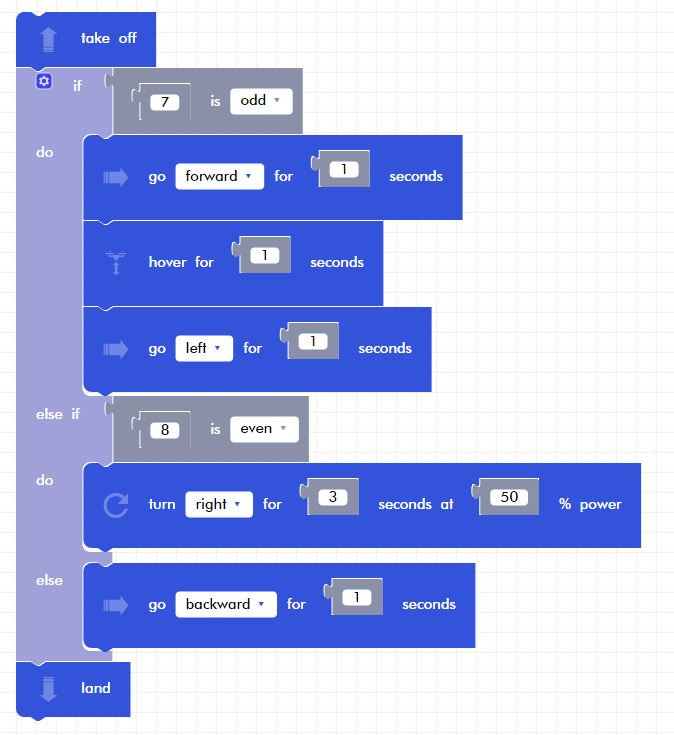 take off
if 7 is odd
do
go forward for 1 seconds
hover for 1 seconds
go left for 1 seconds
else if 8 is even
do
turn right for 3 seconds at 50 % power
else
go backward for 1 seconds
land